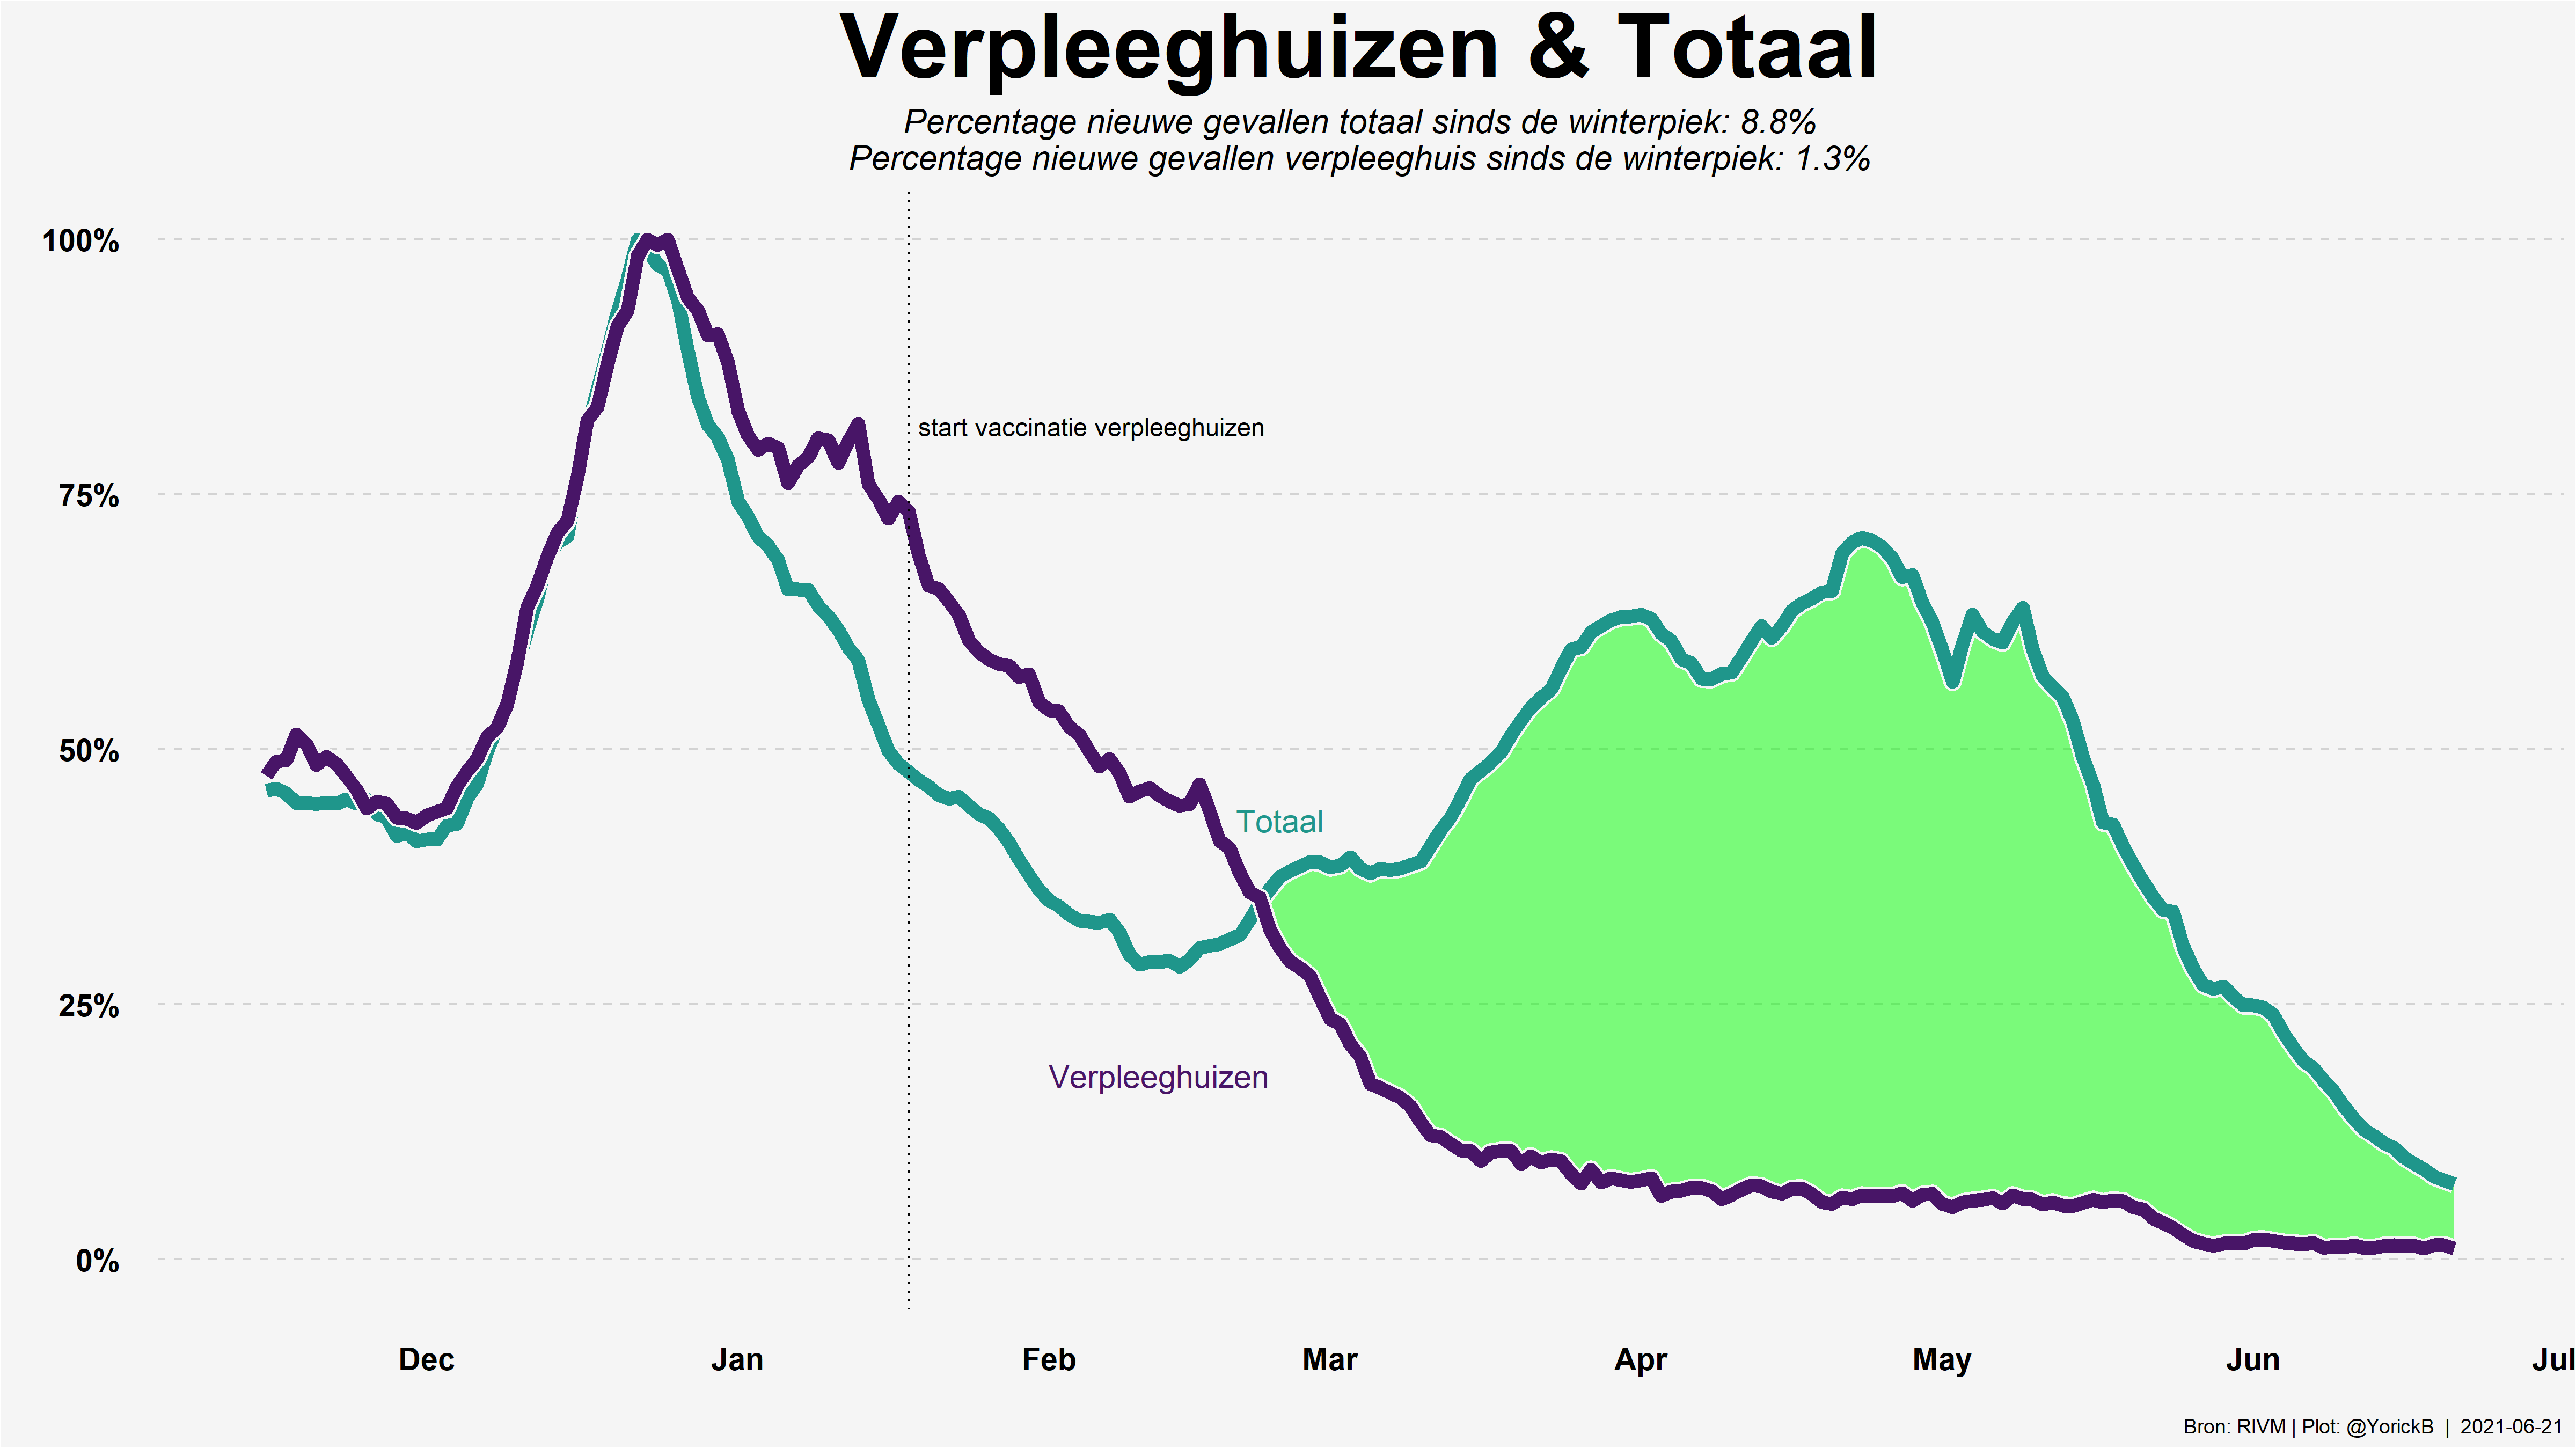 Verpleeghuizen & Totaal
Percentage nieuwe gevallen totaal sinds de winterpiek: 8.8%
Percentage nieuwe gevallen verpleeghuis sinds de winterpiek: 1.3%
100%
start vaccinatie verpleeghuizen
75%
50%
Totaal
25%
Verpleeghuizen
0%
Dec Jan Feb Mar Apr May Jun Jul
Bron: RIVM | Plot: @YorickB | 2021-06-21